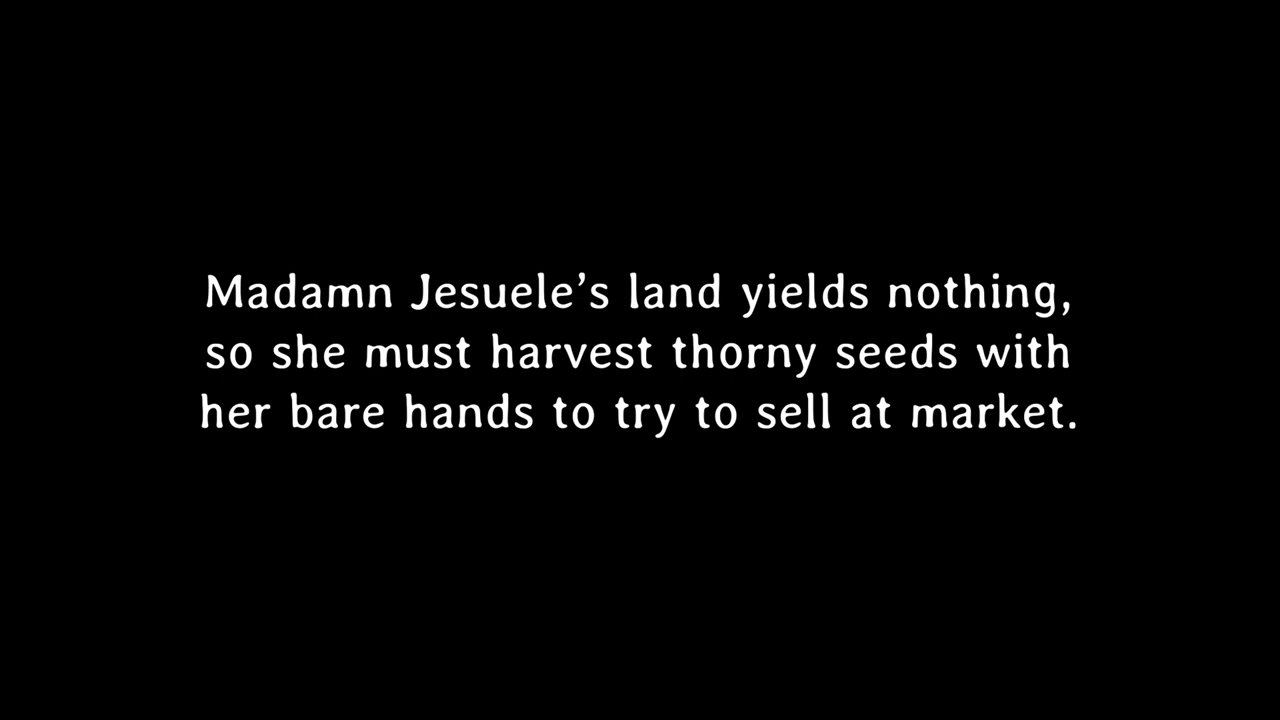 Madamn Jesuele’s land yields nothing,
so she must harvest thorny seeds with
her bare hands to try to sell at market.